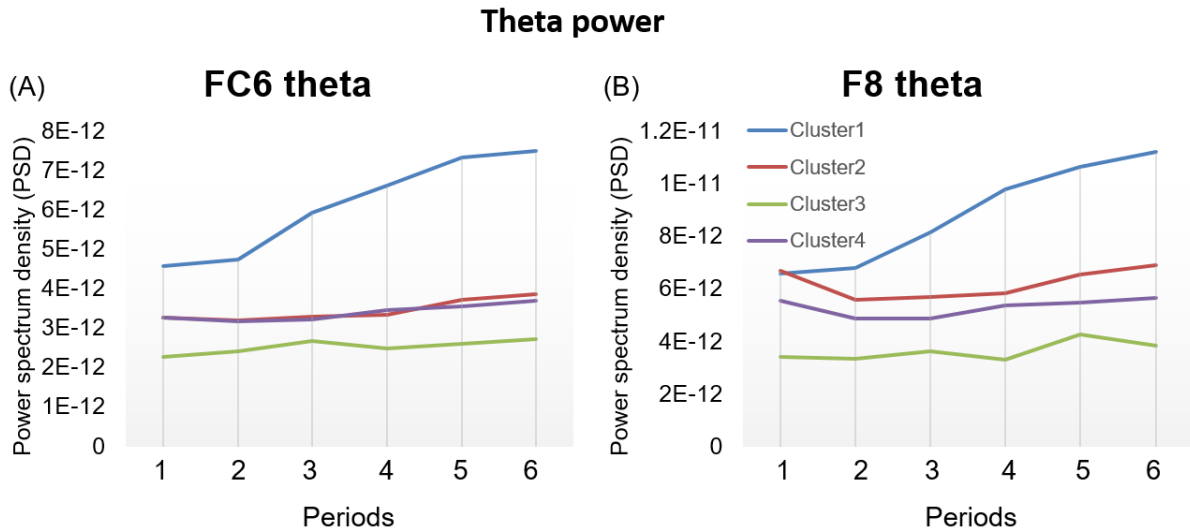 Theta power
(A)
FC6 theta
Power spectrum density (PSD)
8E-12
7E-12
6E-12
5E-12
4E-12
3E-12
2E-12
1E-12
0
1 2 3 4 5 6
Periods
(B)
F8 theta
Power spectrum density (PSD)
1.2E-11
1E-11
8E-12
6E-12
4E-12
2E-12
0
Cluster1
Cluster2
Cluster3
Cluster4
1 2 3 4 5 6
Periods